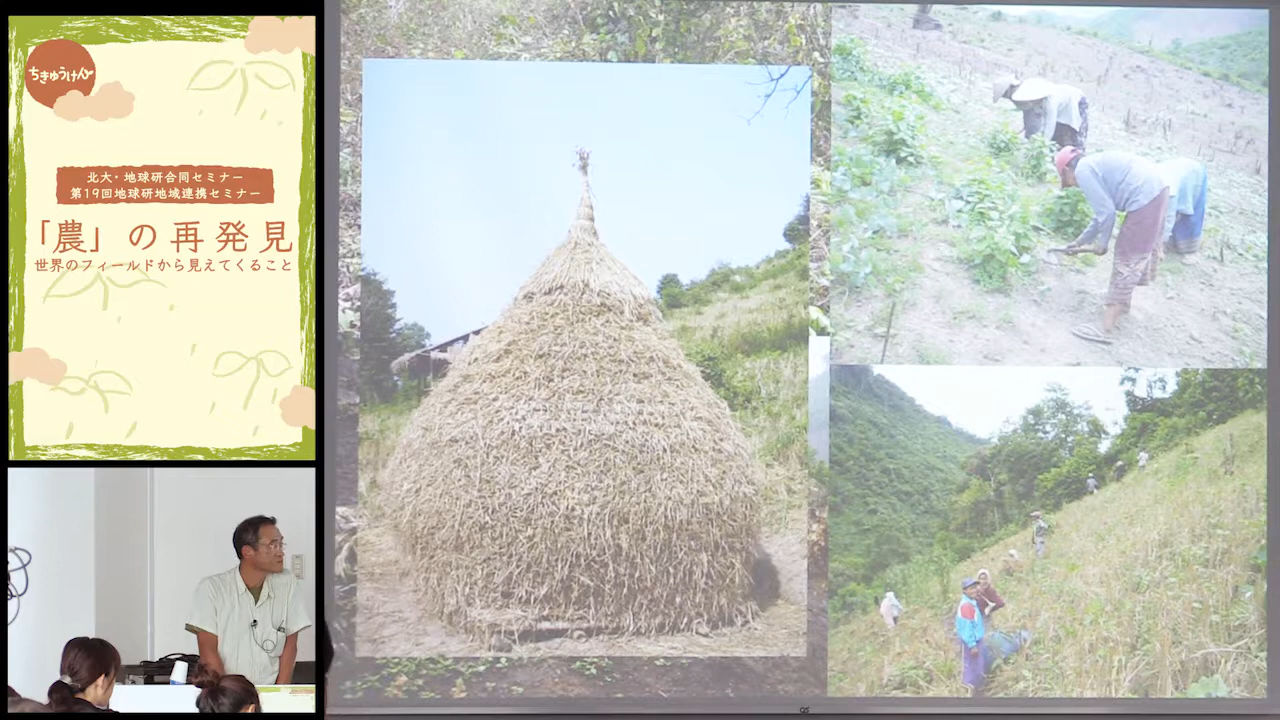 ちきゅうけん
北大・地球研合同セミナー
第19回地球研地域連携セミナー
「農」の再発見
世界のフィールドから見えてくること